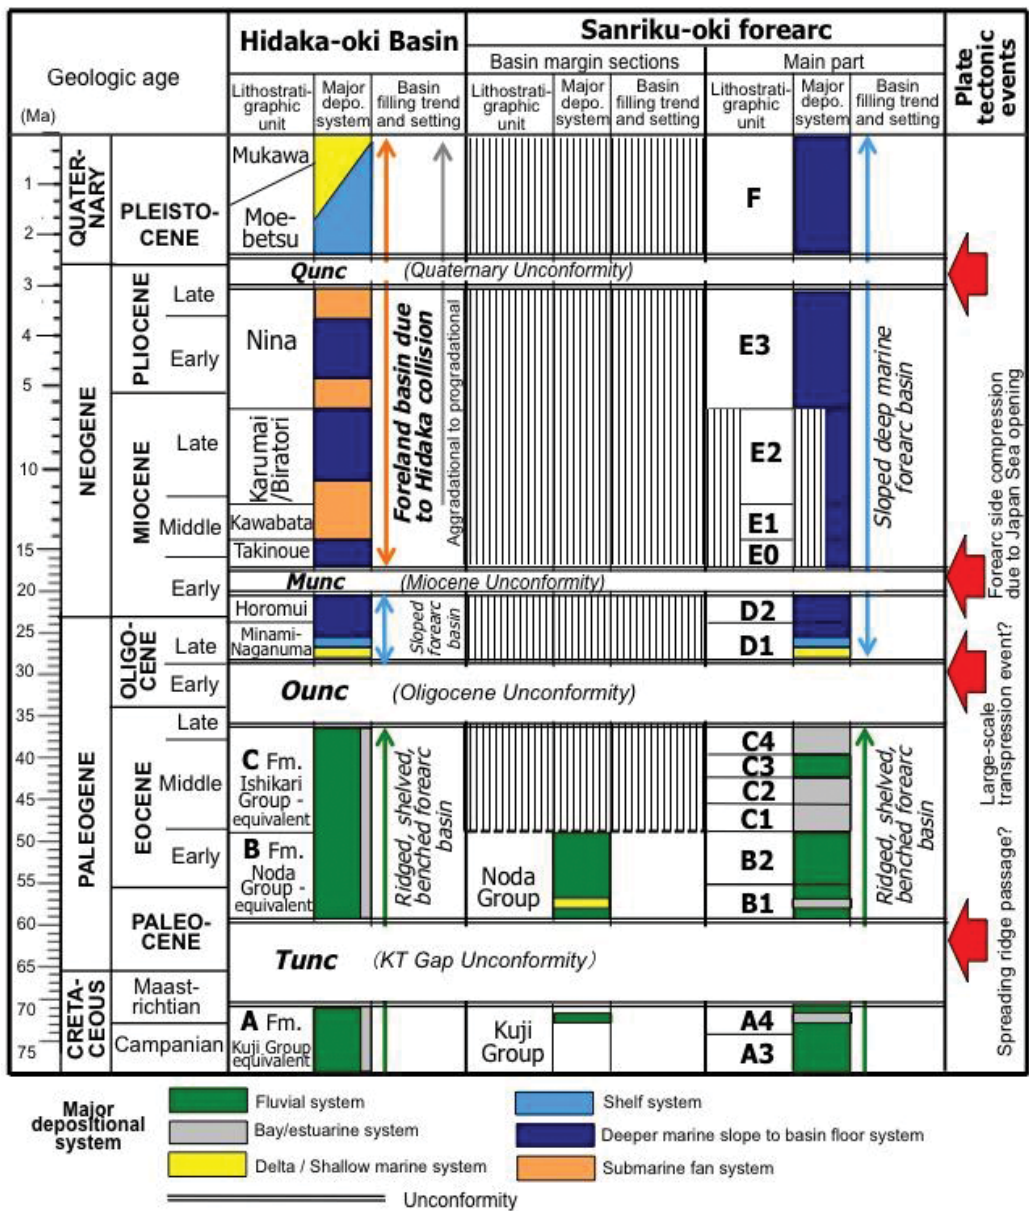 Geologic age
(Ma)
Hidaka-oki Basin
Sanriku-oki forearc
Plate
tectonic
events
Basin margin sections
Main part
Lithostrati-
graphic
unit
Major
depo.
system
Basin
filling trend
and setting
Lithostrati-
graphic
unit
Major
depo.
system
Basin
filling trend
and setting
Lithostrati-
graphic
unit
Major
depo.
system
Basin
filling trend
and setting
1
2
3
4
5
10
15
20
25
30
35
40
45
50
55
60
65
70
75
QUATER-
NARY
NEOGENE
PALEOGENE
CRETA-
CEOUS
PLEISTO-
CENE
PLIOCENE
Late
Early
MIOCENE
Late
Middle
Early
OLIGO-
CENE
Late
Early
EOCENE
Late
Middle
Early
PALEO-
CENE
Maast-
richtian
Campanian
Mukawa
Moe-
betsu
Qunc (Quaternary Unconformity)
Nina
Karumai
/Biratori
Kawabata
Takinoue
Foreland basin due
to Hidaka collision
Aggradational to progradational
Munc (Miocene Unconformity)
Horomui
Minami-
Naganuma
Sloped
forearc
basin
Ounc (Oligocene Unconformity)
C Fm.
Ishikari
Group -
equivalent
B Fm.
Noda
Group -
equivalent
Ridged, shelved,
benched forearc
basin
Noda
Group
Tunc (KT Gap Unconformity)
A Fm.
Kuji Group
equivalent
Kuji
Group
F
E3
E2
E1
E0
D2
D1
C4
C3
C2
C1
B2
B1
A4
A3
Sloped deep marine
forearc basin
Ridged, shelved,
benched forearc
basin
Forearc side compression
due to Japan Sea opening
Large-scale
transpression event?
Spreading ridge passage?
Major
depositional
system
Fluvial system
Bay/estuarine system
Delta / Shallow marine system
Shelf system
Deeper marine slope to basin floor system
Submarine fan system
Unconformity